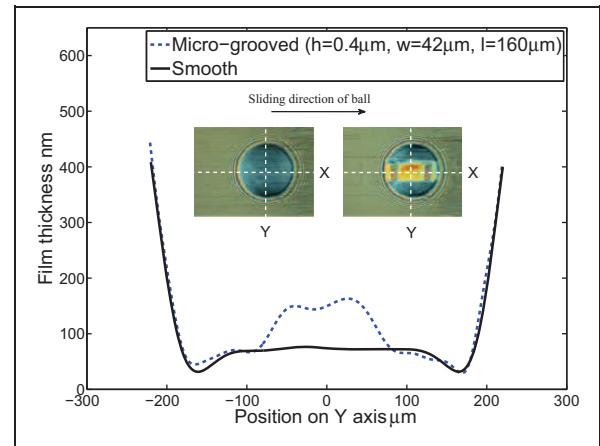 Micro-grooved (h=0.4μm, w=42μm, l=160μm)
Smooth
Sliding direction of ball
X
Y
X
Y
Film thickness nm
650
600
500
400
300
200
100
0
−300
−200
−100
0
100
200
300
Position on Y axis μm